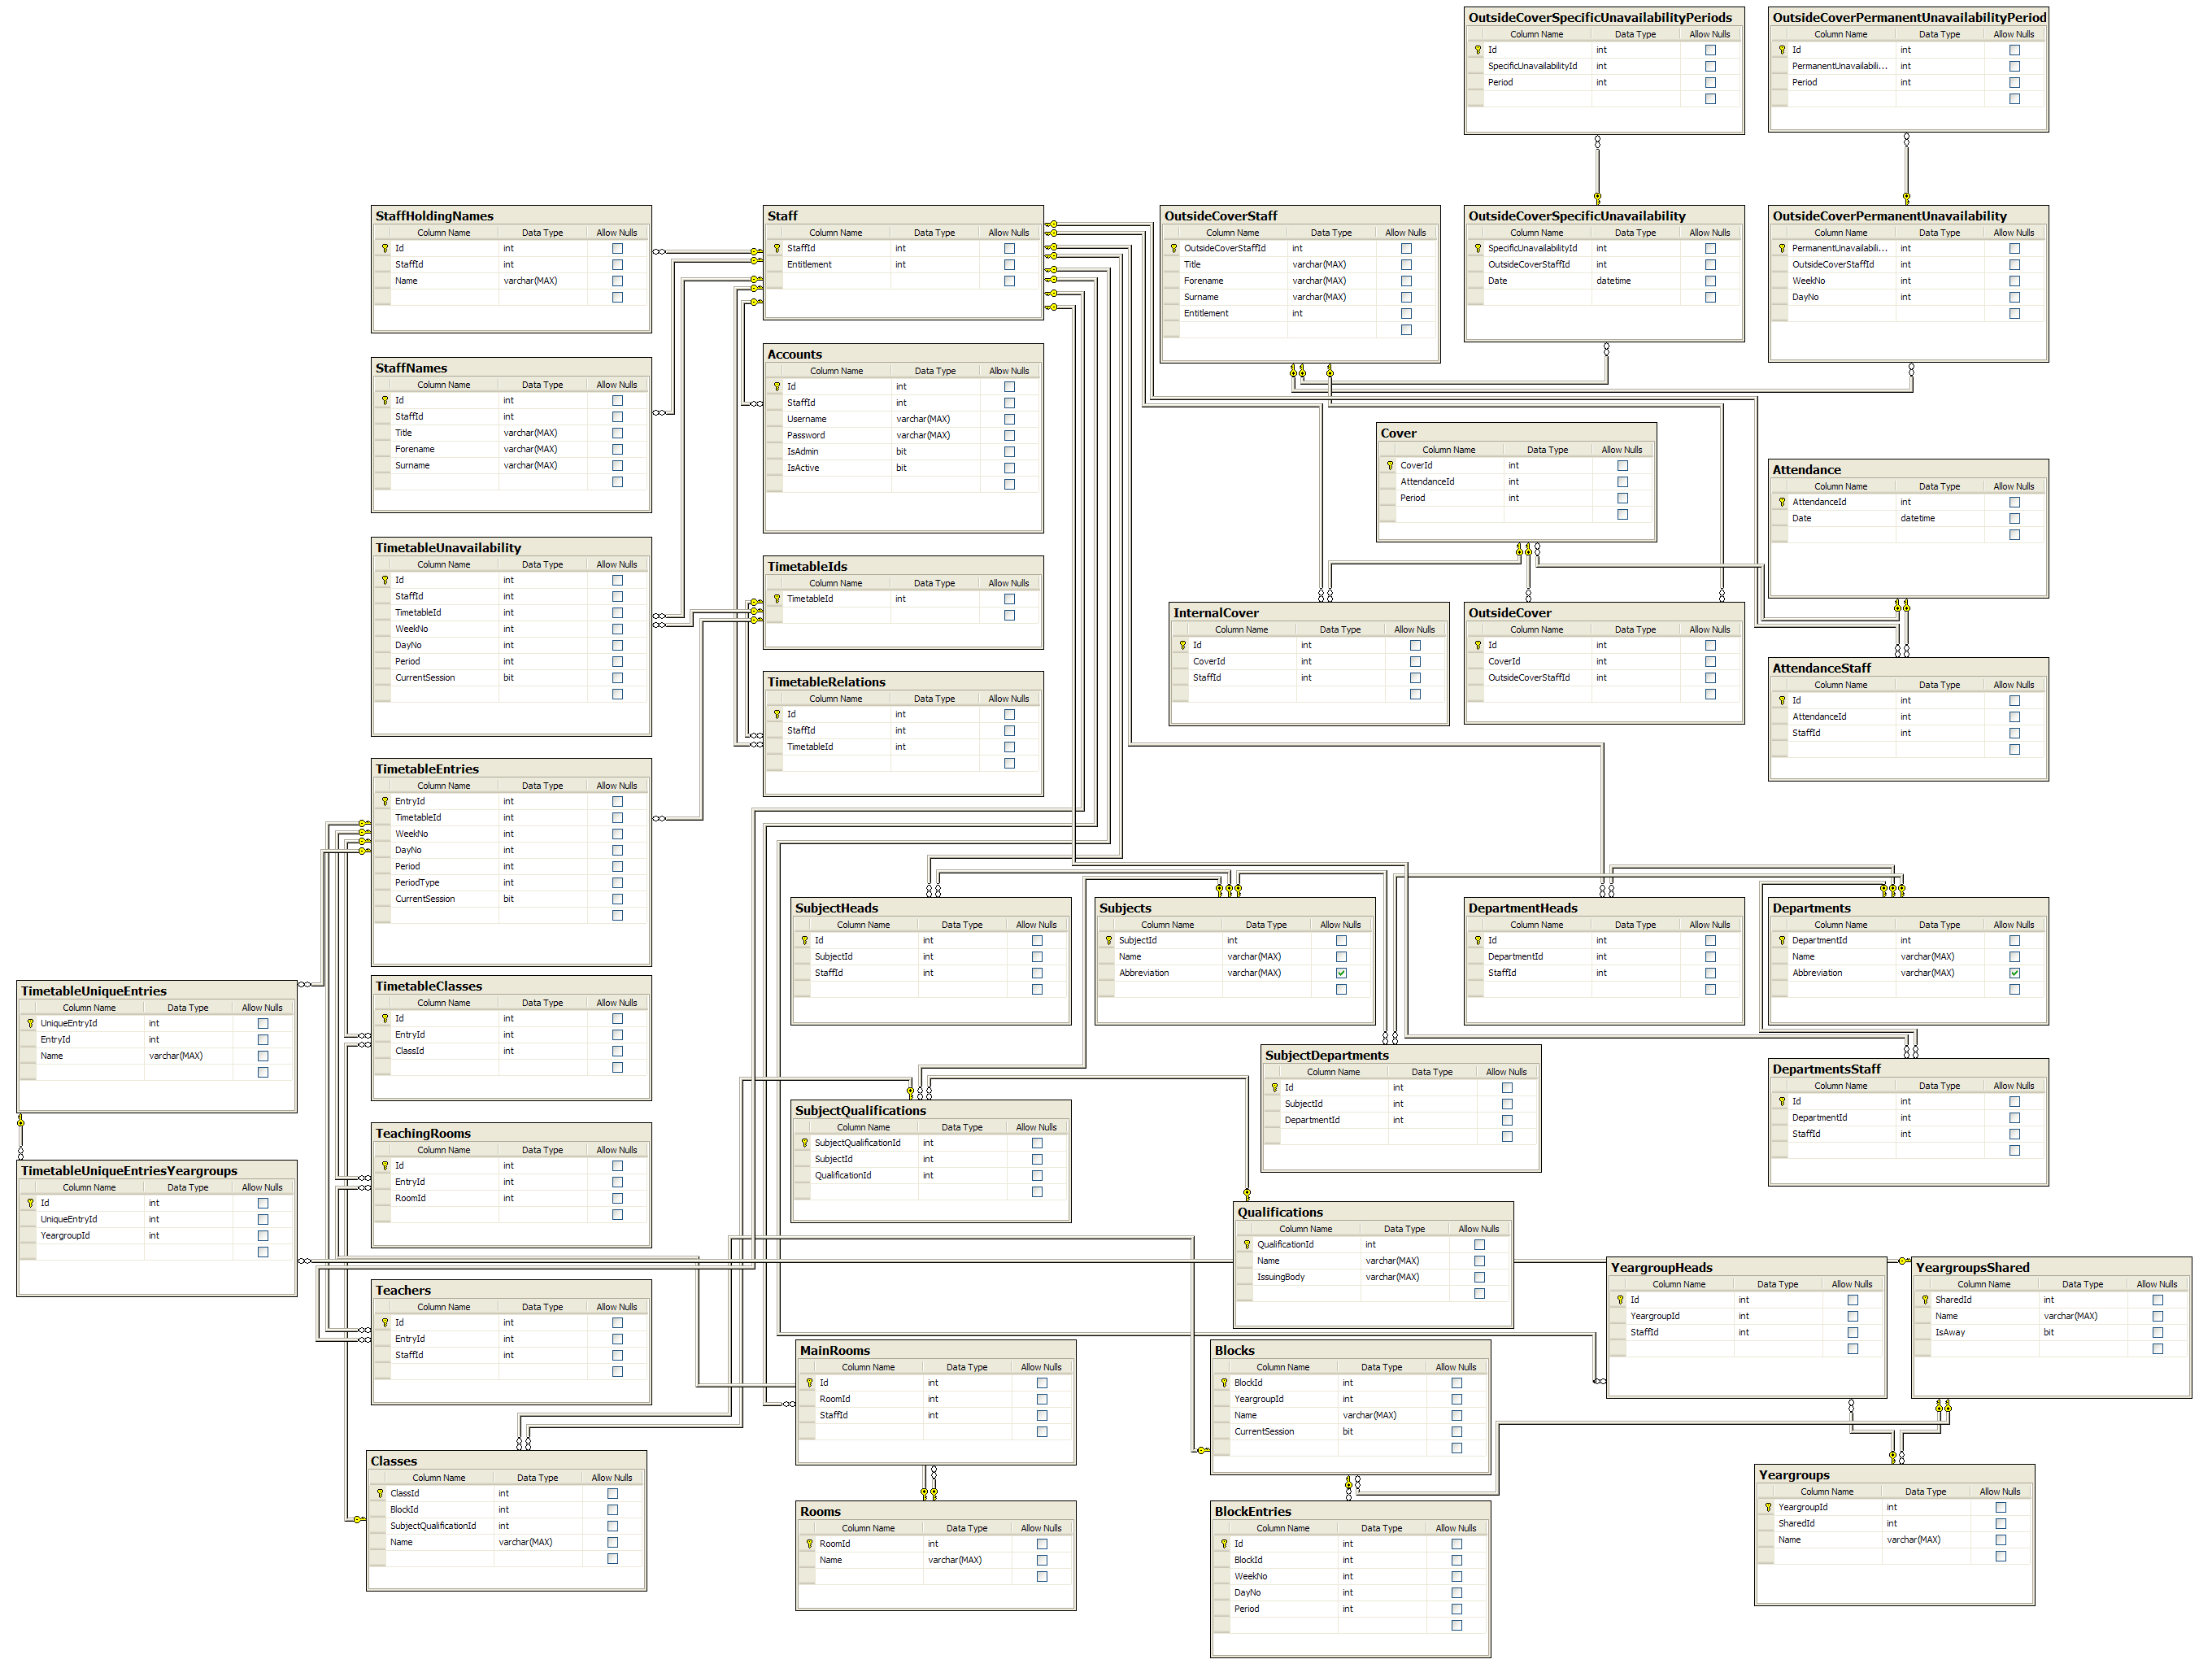 OutsideCoverSpecificUnavailabilityPeriods
Column Name Data Type Allow Nulls
Id int
SpecificUnavailabilityId int
Period int
OutsideCoverPermanentUnavailabilityPeriod
Column Name Data Type Allow Nulls
Id int
PermanentUnavailabili... int
Period int
StaffHoldingNames
Column Name Data Type Allow Nulls
Id int
StaffId int
Name varchar(MAX)
Staff
Column Name Data Type Allow Nulls
StaffId int
Entitlement int
OutsideCoverStaff
Column Name Data Type Allow Nulls
OutsideCoverStaffId int
Title varchar(MAX)
Forename varchar(MAX)
Surname varchar(MAX)
Entitlement int
OutsideCoverSpecificUnavailability
Column Name Data Type Allow Nulls
SpecificUnavailabilityId int
OutsideCoverStaffId int
Date datetime
OutsideCoverPermanentUnavailability
Column Name Data Type Allow Nulls
PermanentUnavailabili... int
OutsideCoverStaffId int
WeekNo int
DayNo int
StaffNames
Column Name Data Type Allow Nulls
Id int
StaffId int
Title varchar(MAX)
Forename varchar(MAX)
Surname varchar(MAX)
Accounts
Column Name Data Type Allow Nulls
Id int
StaffId int
Username varchar(MAX)
Password varchar(MAX)
IsAdmin bit
IsActive bit
Cover
Column Name Data Type Allow Nulls
CoverId int
AttendanceId int
Period int
Attendance
Column Name Data Type Allow Nulls
AttendanceId int
Date datetime
TimetableUnavailability
Column Name Data Type Allow Nulls
Id int
StaffId int
TimetableId int
WeekNo int
DayNo int
Period int
CurrentSession bit
TimetableIds
Column Name Data Type Allow Nulls
TimetableId int
InternalCover
Column Name Data Type Allow Nulls
Id int
CoverId int
StaffId int
OutsideCover
Column Name Data Type Allow Nulls
Id int
CoverId int
OutsideCoverStaffId int
AttendanceStaff
Column Name Data Type Allow Nulls
Id int
AttendanceId int
StaffId int
TimetableRelations
Column Name Data Type Allow Nulls
Id int
StaffId int
TimetableId int
TimetableEntries
Column Name Data Type Allow Nulls
EntryId int
TimetableId int
WeekNo int
DayNo int
Period int
PeriodType int
CurrentSession bit
SubjectHeads
Column Name Data Type Allow Nulls
Id int
SubjectId int
StaffId int
Subjects
Column Name Data Type Allow Nulls
SubjectId int
Name varchar(MAX)
Abbreviation varchar(MAX)
DepartmentHeads
Column Name Data Type Allow Nulls
Id int
DepartmentId int
StaffId int
Departments
Column Name Data Type Allow Nulls
DepartmentId int
Name varchar(MAX)
Abbreviation varchar(MAX)
TimetableUniqueEntries
Column Name Data Type Allow Nulls
UniqueEntryId int
EntryId int
Name varchar(MAX)
TimetableClasses
Column Name Data Type Allow Nulls
Id int
EntryId int
ClassId int
SubjectDepartments
Column Name Data Type Allow Nulls
Id int
SubjectId int
DepartmentId int
DepartmentsStaff
Column Name Data Type Allow Nulls
Id int
DepartmentId int
StaffId int
SubjectQualifications
Column Name Data Type Allow Nulls
SubjectQualificationId int
SubjectId int
QualificationId int
TeachingRooms
Column Name Data Type Allow Nulls
Id int
EntryId int
RoomId int
TimetableUniqueEntriesYeargroups
Column Name Data Type Allow Nulls
Id int
UniqueEntryId int
YeargroupId int
Qualifications
Column Name Data Type Allow Nulls
QualificationId int
Name varchar(MAX)
IssuingBody varchar(MAX)
YeargroupHeads
Column Name Data Type Allow Nulls
Id int
YeargroupId int
StaffId int
YeargroupsShared
Column Name Data Type Allow Nulls
SharedId int
Name varchar(MAX)
IsAway bit
Teachers
Column Name Data Type Allow Nulls
Id int
EntryId int
StaffId int
MainRooms
Column Name Data Type Allow Nulls
Id int
RoomId int
StaffId int
Blocks
Column Name Data Type Allow Nulls
BlockId int
YeargroupId int
Name varchar(MAX)
CurrentSession bit
Classes
Column Name Data Type Allow Nulls
ClassId int
BlockId int
SubjectQualificationId int
Name varchar(MAX)
Yeargroups
Column Name Data Type Allow Nulls
YeargroupId int
SharedId int
Name varchar(MAX)
Rooms
Column Name Data Type Allow Nulls
RoomId int
Name varchar(MAX)
BlockEntries
Column Name Data Type Allow Nulls
Id int
BlockId int
WeekNo int
DayNo int
Period int